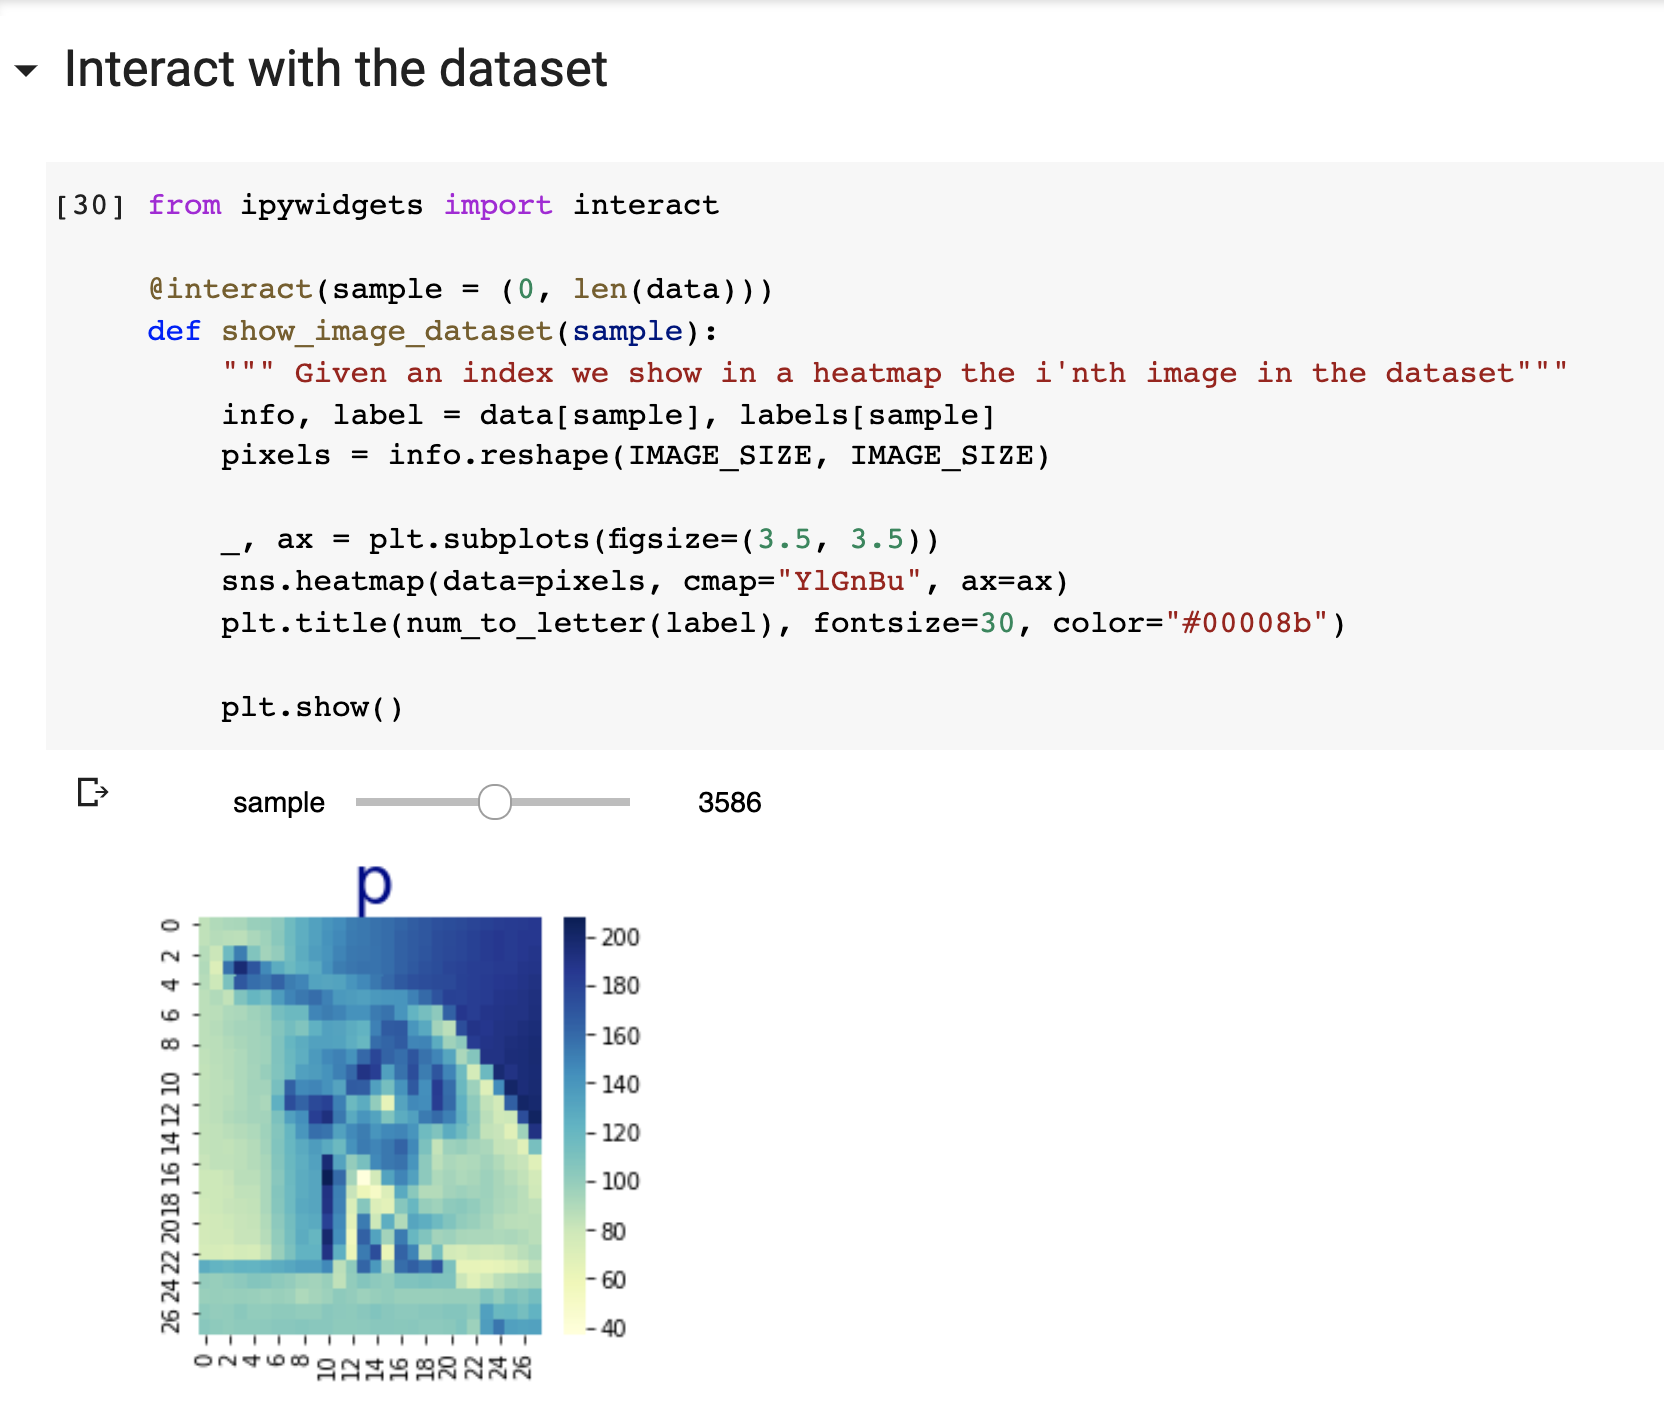 Interact with the dataset
[30] from ipywidgets import interact
@interact(sample = (0, len(data)))
def show_image_dataset(sample):
""" Given an index we show in a heatmap the i'nth image in the dataset"""
info, label = data[sample], labels[sample]
pixels = info.reshape(IMAGE_SIZE, IMAGE_SIZE)
_, ax = plt.subplots(figsize=(3.5, 3.5))
sns.heatmap(data=pixels, cmap="YlGnBu", ax=ax)
plt.title(num_to_letter(label), fontsize=30, color="#00008b")
plt.show()
sample 3586
p
0
2
4
6
8
10
12
14
16
18
20
22
24
26
0 2 4 6 8 10 12 14 16 18 20 22 24 26
200
180
160
140
120
100
80
60
40